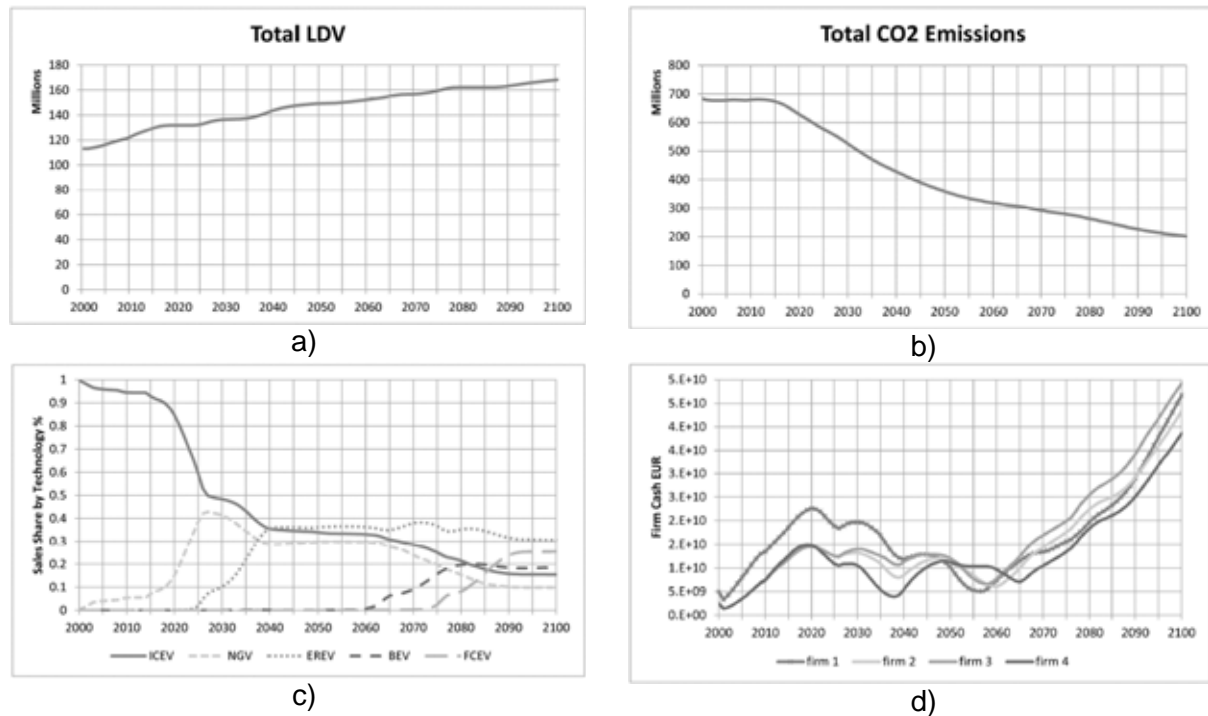 Total LDV
Millions
180
160
140
120
100
80
60
40
20
0
2000 2010 2020 2030 2040 2050 2060 2070 2080 2090 2100
a)
Total CO2 Emissions
Millions
800
700
600
500
400
300
200
100
0
2000 2010 2020 2030 2040 2050 2060 2070 2080 2090 2100
b)
Sales Share by Technology %
1
0.9
0.8
0.7
0.6
0.5
0.4
0.3
0.2
0.1
0
2000 2010 2020 2030 2040 2050 2060 2070 2080 2090 2100
ICEV NGV EREV BEV FCEV
c)
Firm Cash EUR
5.E+10
5.E+10
4.E+10
4.E+10
3.E+10
3.E+10
2.E+10
2.E+10
1.E+10
5.E+09
0.E+00
2000 2010 2020 2030 2040 2050 2060 2070 2080 2090 2100
firm 1 firm 2 firm 3 firm 4
d)